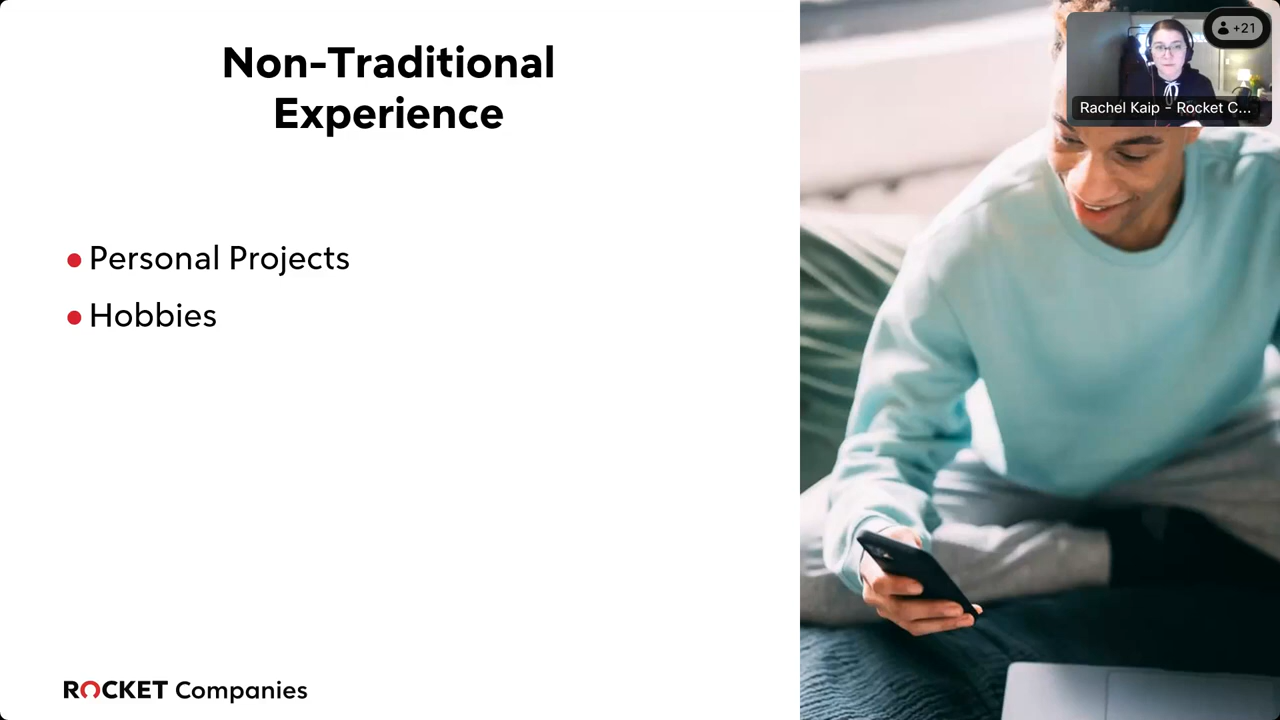 Non-Traditional
Experience
Personal Projects
Hobbies
ROCKET Companies
+21
Rachel Kaip - Rocket C...